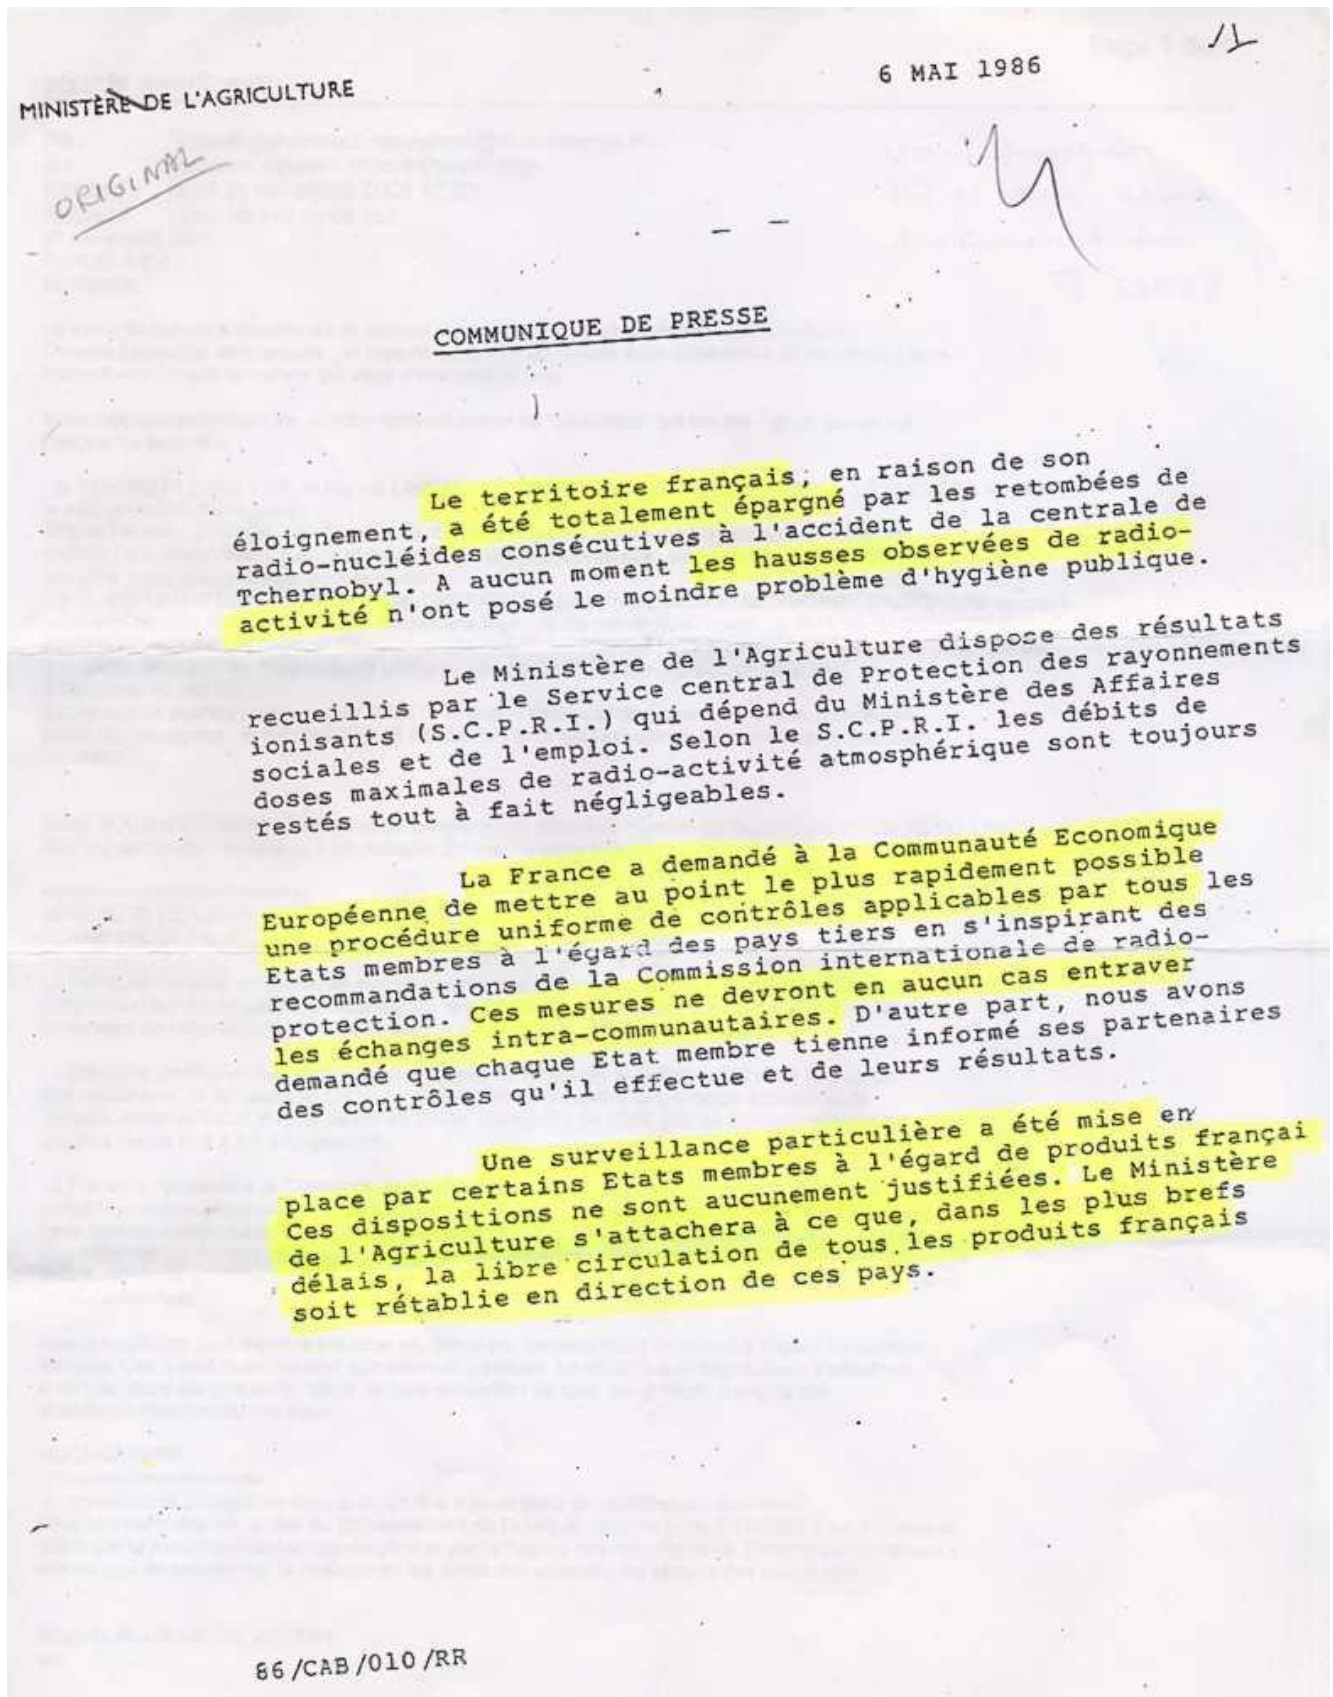 6 MAI 1986
MINISTÈRE DE L'AGRICULTURE
ORIGINAL
COMMUNIQUE DE PRESSE
Le territoire français, en raison de son
éloignement, a été totalement épargné par les retombées de
radio-nucléides consécutives à l'accident de la centrale de
Tchernobyl. A aucun moment les hausses observées de radio-
activité n'ont posé le moindre problème d'hygiène publique.
Le Ministère de l'Agriculture dispose des résultats
recueillis par le Service central de Protection des rayonnements
ionisants (S.C.P.R.I.) qui dépend du Ministère des Affaires
sociales et de l'emploi. Selon le S.C.P.R.I. les débits de
doses maximales de radio-activité atmosphérique sont toujours
restés tout à fait négligeables.
La France a demandé à la Communauté Economique
Européenne de mettre au point le plus rapidement possible
une procédure uniforme de contrôles applicables par tous les
Etats membres à l'égard des pays tiers en s'inspirant des
recommandations de la Commission internationale de radio-
protection. Ces mesures ne devront en aucun cas entraver
les échanges intra-communautaires. D'autre part, nous avons
demandé que chaque Etat membre tienne informé ses partenaires
des contrôles qu'il effectue et de leurs résultats.
Une surveillance particulière a été mise en
place par certains Etats membres à l'égard de produits françai
Ces dispositions ne sont aucunement justifiées. Le Ministère
de l'Agriculture s'attachera à ce que, dans les plus brefs
délais, la libre circulation de tous les produits français
soit rétablie en direction de ces pays.
86/CAB/010/RR